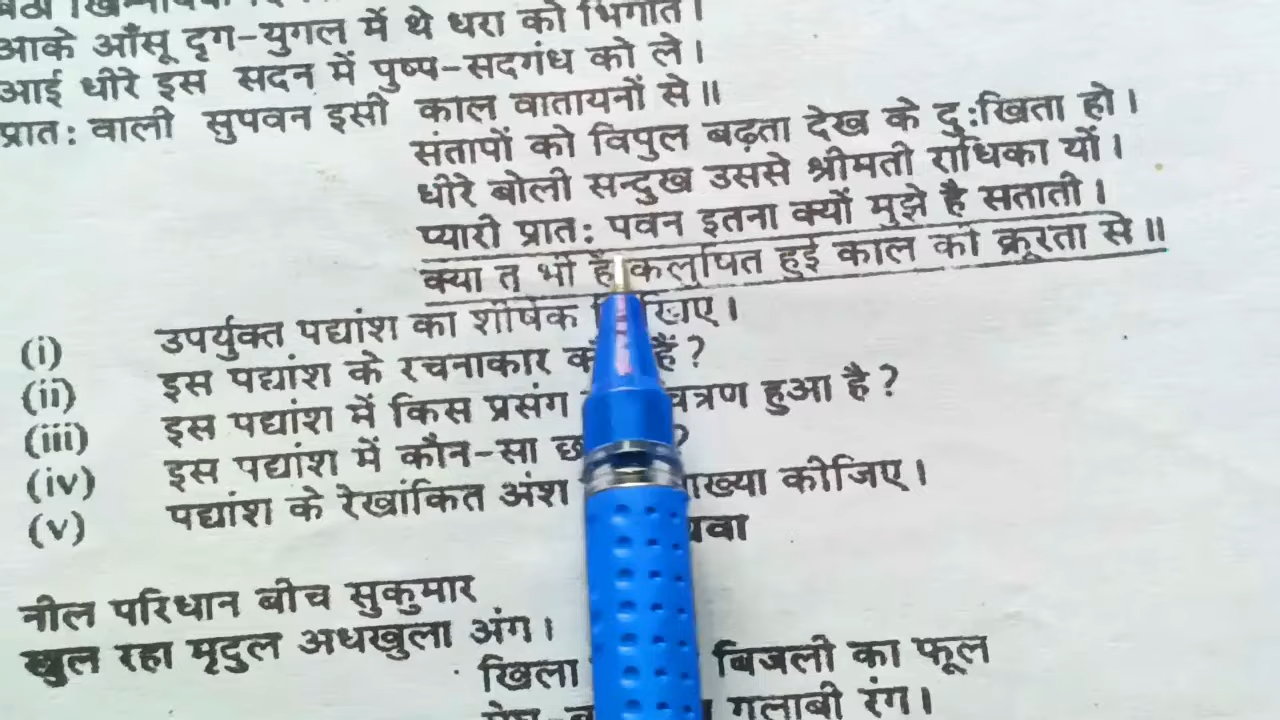 आके आँसू दृग-युगल में थे धरा को भिगोते।
आई धीरे इस सदन में पुष्प-सदगंध को ले।
प्रात: वाली सुपवन इसी काल वातायनों से॥
संतापों को विपुल बढ़ता देख के दु:खिता हो।
धीरे बोली सन्दुख उससे श्रीमती राधिका यों।
प्यारी प्रात: पवन इतना क्यों मुझे है सताती।
क्या तू भी है कलुपित हुई काल की क्रूरता से॥
(i) उपर्युक्त पद्यांश का शीर्षक खिए।
(ii) इस पद्यांश के रचनाकार हैं?
(iii) इस पद्यांश में किस प्रसंग त्रण हुआ है?
(iv) इस पद्यांश में कौन-सा ?
(v) पद्यांश के रेखांकित अंश ाख्या कीजिए।
वा
नील परिधान बीच सुकुमार
खुल रहा मृदुल अधखुला अंग।
खिला बिजली का फूल
गुलाबी रंग।